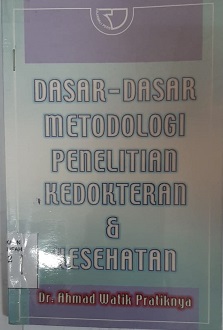 DASAR-DASAR
METODOLOGI
PENELITIAN
KEDOKTERAN
&
KESEHATAN
Dr. Ahmad Watik Pratiknya